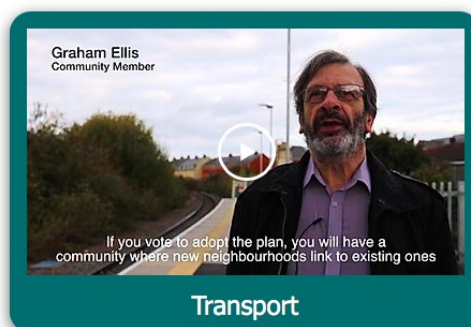 Graham Ellis
Community Member
If you vote to adopt the plan, you will have a
community where new neighbourhoods link to existing ones
Transport